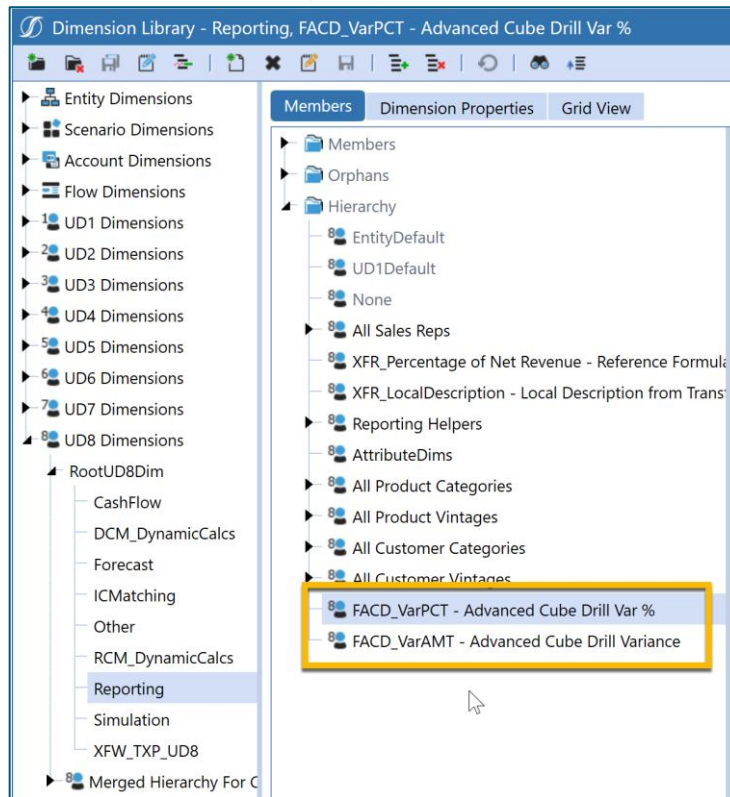 Dimension Library - Reporting, FACD_VarPCT - Advanced Cube Drill Var %
Entity Dimensions
Scenario Dimensions
Account Dimensions
Flow Dimensions
UD1 Dimensions
UD2 Dimensions
UD3 Dimensions
UD4 Dimensions
UD5 Dimensions
UD6 Dimensions
UD7 Dimensions
UD8 Dimensions
RootUD8Dim
CashFlow
DCM_DynamicCalcs
Forecast
ICMatching
Other
RCM_DynamicCalcs
Reporting
Simulation
XFW_TXP_UD8
Merged Hierarchy For
Members Dimension Properties Grid View
Members
Orphans
Hierarchy
EntityDefault
UD1Default
None
All Sales Reps
XFR_Percentage of Net Revenue - Reference Formula
XFR_LocalDescription - Local Description from
Reporting Helpers
AttributeDims
All Product Categories
All Product Vintages
All Customer Categories
All Customer Vintages
FACD_VarPCT - Advanced Cube Drill Var %
FACD_VarAMT - Advanced Cube Drill Variance